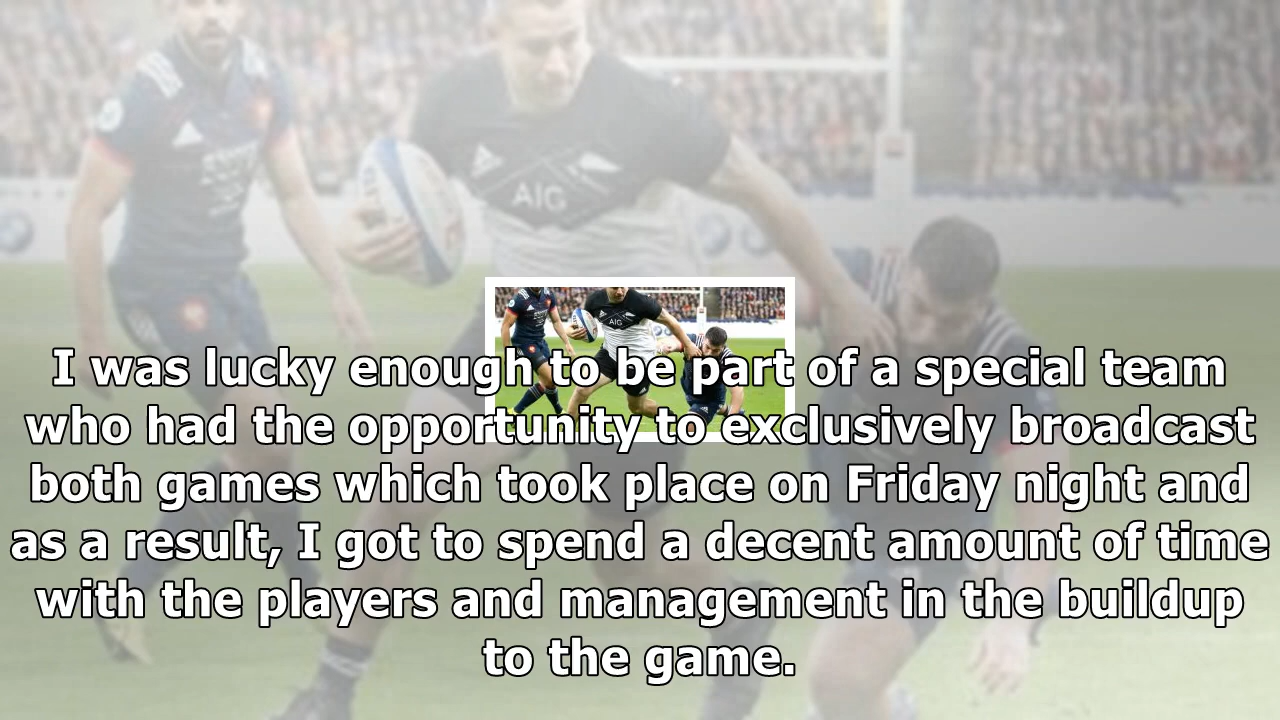 AIG
AIG
I was lucky enough to be part of a special team
who had the opportunity to exclusively broadcast
both games which took place on Friday night and
as a result, I got to spend a decent amount of time
with the players and management in the buildup
to the game.